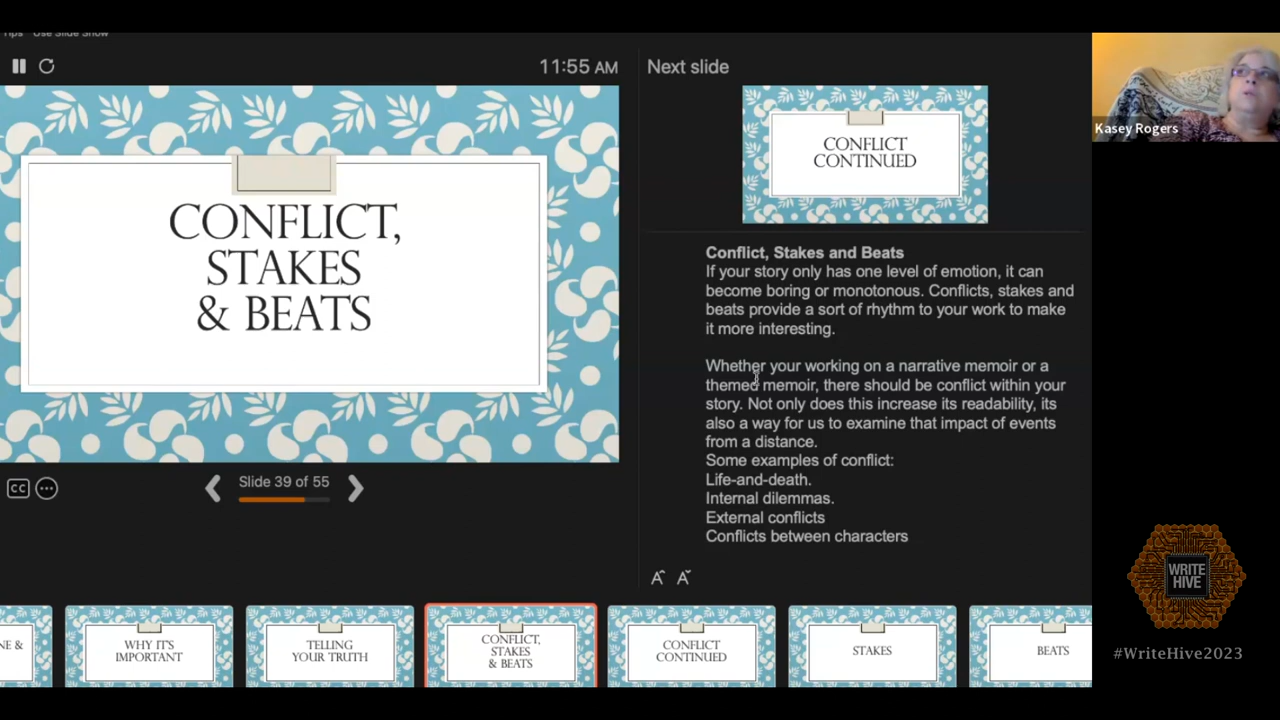 Tips Use Slide Show
11:55 AM
Next slide
CONFLICT,
STAKES
& BEATS
CONFLICT
CONTINUED
Kasey Rogers
Conflict, Stakes and Beats
If your story only has one level of emotion, it can
become boring or monotonous. Conflicts, stakes and
beats provide a sort of rhythm to your work to make
it more interesting.
Whether your working on a narrative memoir or a
themed memoir, there should be conflict within your
story. Not only does this increase its readability, its
also a way for us to examine that impact of events
from a distance.
Some examples of conflict:
Life-and-death.
Internal dilemmas.
External conflicts
Conflicts between characters
CC
Slide 39 of 55
A A
NE &
WHY IT'S
IMPORTANT
TELLING
YOUR TRUTH
CONFLICT,
STAKES
& BEATS
CONFLICT
CONTINUED
STAKES
BEATS
WRITE
HIVE
#WriteHive2023